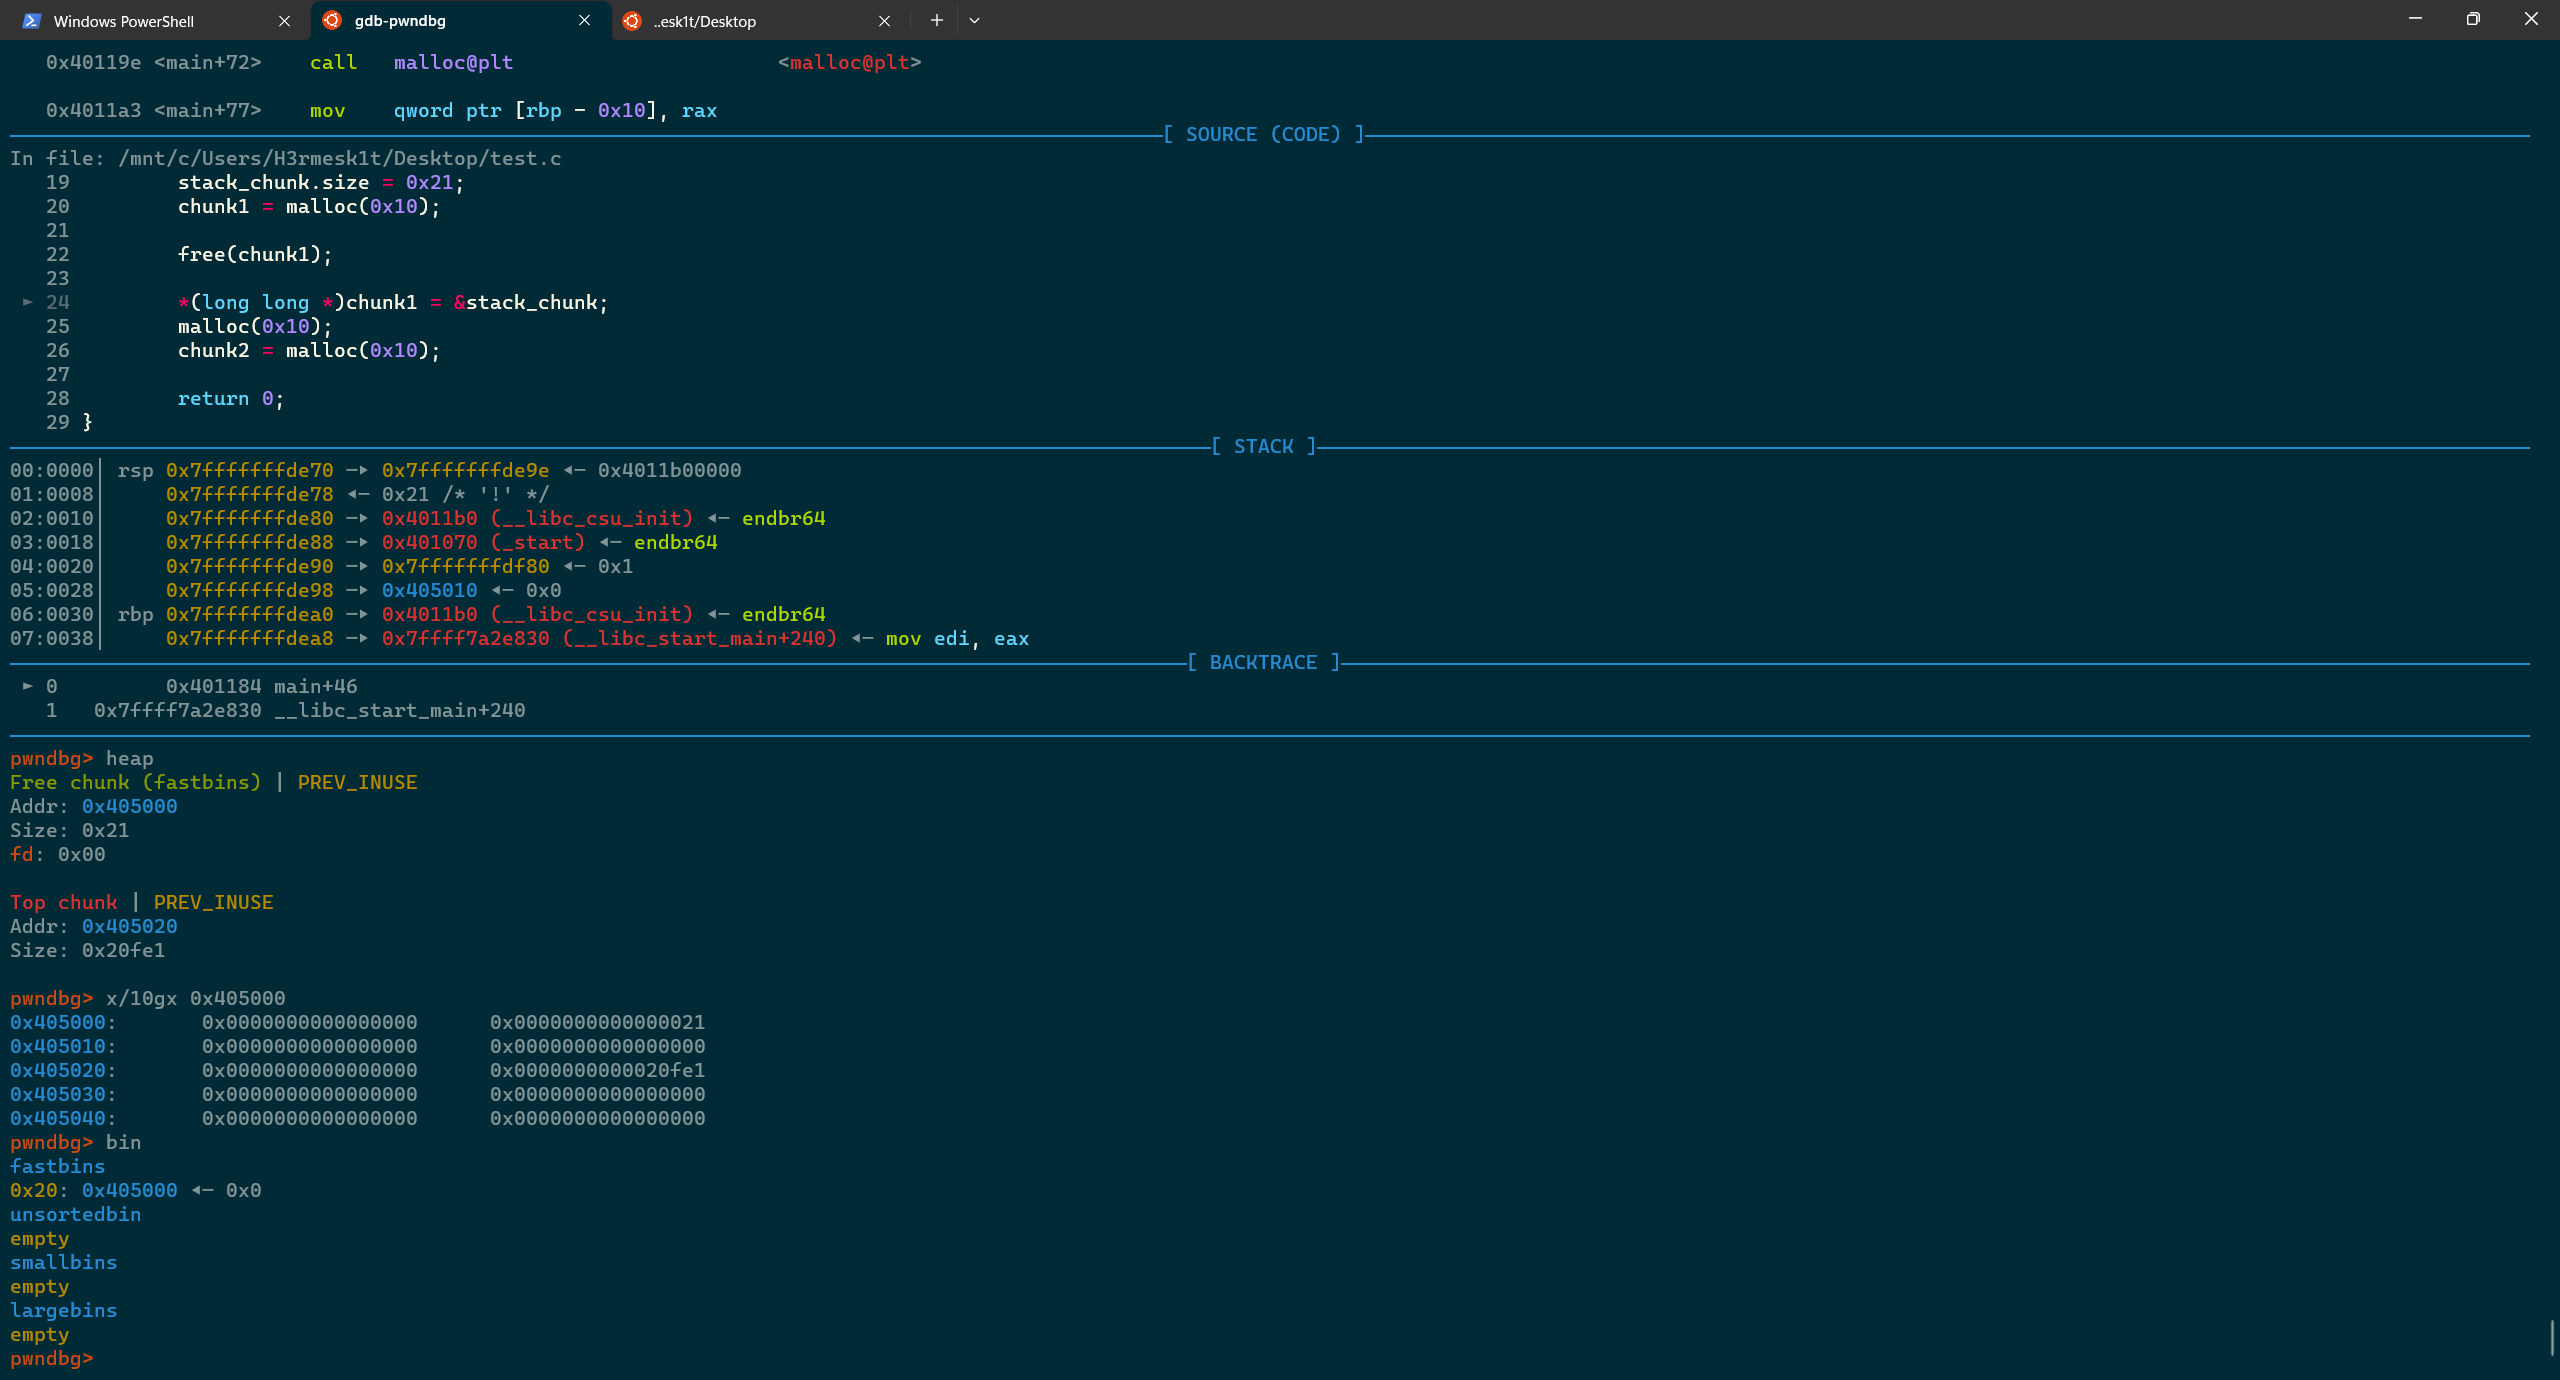 Windows PowerShell
gdb-pwndbg
..esk1t/Desktop
0x40119e <main+72>    call   malloc@plt                      <malloc@plt>
0x4011a3 <main+77>    mov    qword ptr [rbp - 0x10], rax
[ SOURCE (CODE) ]
In file: /mnt/c/Users/H3rmesk1t/Desktop/test.c
19         stack_chunk.size = 0x21;
20         chunk1 = malloc(0x10);
21
22         free(chunk1);
23
► 24         *(long long *)chunk1 = &stack_chunk;
25         malloc(0x10);
26         chunk2 = malloc(0x10);
27
28         return 0;
29 }
[ STACK ]
00:0000│ rsp 0x7fffffffde70 —▸ 0x7fffffffde9e ◂— 0x4011b00000
01:0008│     0x7fffffffde78 ◂— 0x21 /* '!' */
02:0010│     0x7fffffffde80 —▸ 0x4011b0 (__libc_csu_init) ◂— endbr64
03:0018│     0x7fffffffde88 —▸ 0x401070 (_start) ◂— endbr64
04:0020│     0x7fffffffde90 —▸ 0x7fffffffdf80 ◂— 0x1
05:0028│     0x7fffffffde98 —▸ 0x405010 ◂— 0x0
06:0030│ rbp 0x7fffffffdea0 —▸ 0x4011b0 (__libc_csu_init) ◂— endbr64
07:0038│     0x7fffffffdea8 —▸ 0x7ffff7a2e830 (__libc_start_main+240) ◂— mov edi, eax
[ BACKTRACE ]
► 0         0x401184 main+46
1   0x7ffff7a2e830 __libc_start_main+240
pwndbg> heap
Free chunk (fastbins) | PREV_INUSE
Addr: 0x405000
Size: 0x21
fd: 0x00
Top chunk | PREV_INUSE
Addr: 0x405020
Size: 0x20fe1
pwndbg> x/10gx 0x405000
0x405000:       0x0000000000000000      0x0000000000000021
0x405010:       0x0000000000000000      0x0000000000000000
0x405020:       0x0000000000000000      0x0000000000020fe1
0x405030:       0x0000000000000000      0x0000000000000000
0x405040:       0x0000000000000000      0x0000000000000000
pwndbg> bin
fastbins
0x20: 0x405000 ◂— 0x0
unsortedbin
empty
smallbins
empty
largebins
empty
pwndbg>